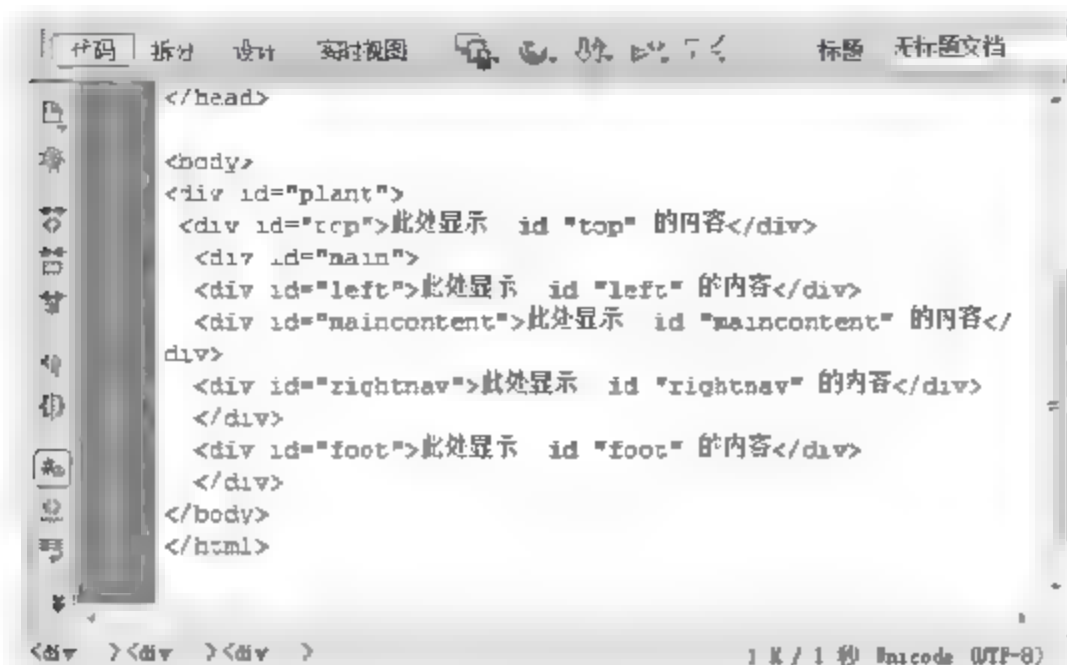 代码 拆分 设计 实时视图 标题 无标题文档
</head>
<body>
<div id="plant">
<div id="top">此处显示 id "top" 的内容</div>
<div id="main">
<div id="left">此处显示 id "left" 的内容</div>
<div id="maincontent">此处显示 id "maincontent" 的内容</
div>
<div id="rightnav">此处显示 id "rightnav" 的内容</div>
</div>
<div id="foot">此处显示 id "foot" 的内容</div>
</div>
</body>
</html>
<div ><div ><div > 1 K / 1 秒 Unicode (UTF-8)